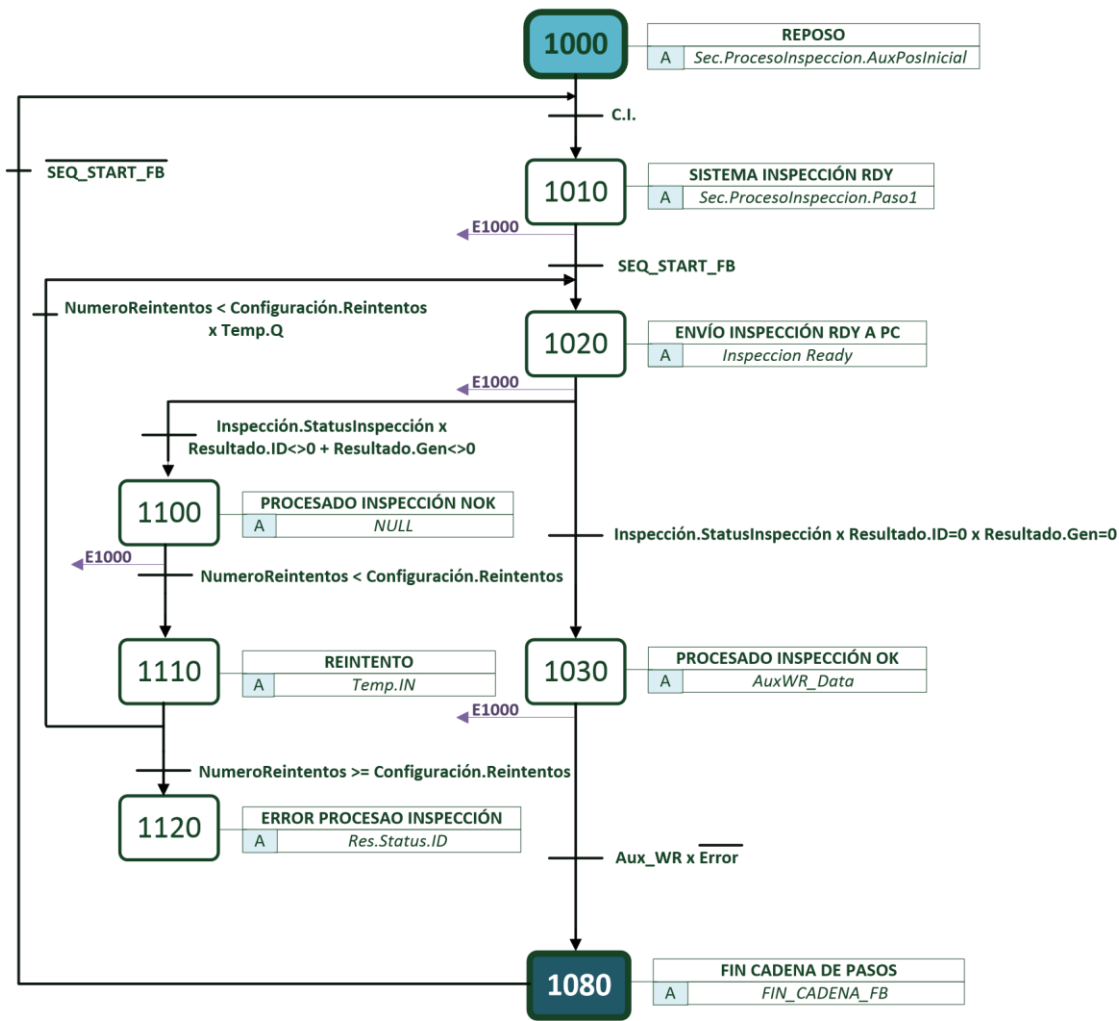 1000
REPOSO
A
Sec.ProcesoInspeccion.AuxPosInicial
C.I.
SEQ_START_FB
1010
SISTEMA INSPECCIÓN RDY
A
Sec.ProcesoInspeccion.Paso1
E1000
SEQ_START_FB
NumeroReintentos < Configuración.Reintentos
x Temp.Q
1020
ENVÍO INSPECCIÓN RDY A PC
A
Inspeccion Ready
E1000
Inspección.StatusInspección x
Resultado.ID<>0 + Resultado.Gen<>0
1100
PROCESADO INSPECCIÓN NOK
A
NULL
Inspección.StatusInspección x Resultado.ID=0 x Resultado.Gen=0
E1000
NumeroReintentos < Configuración.Reintentos
1110
REINTENTO
A
Temp.IN
1030
PROCESADO INSPECCIÓN OK
A
AuxWR_Data
E1000
NumeroReintentos >= Configuración.Reintentos
1120
ERROR PROCESAO INSPECCIÓN
A
Res.Status.ID
Aux_WR x Error
1080
FIN CADENA DE PASOS
A
FIN_CADENA_FB